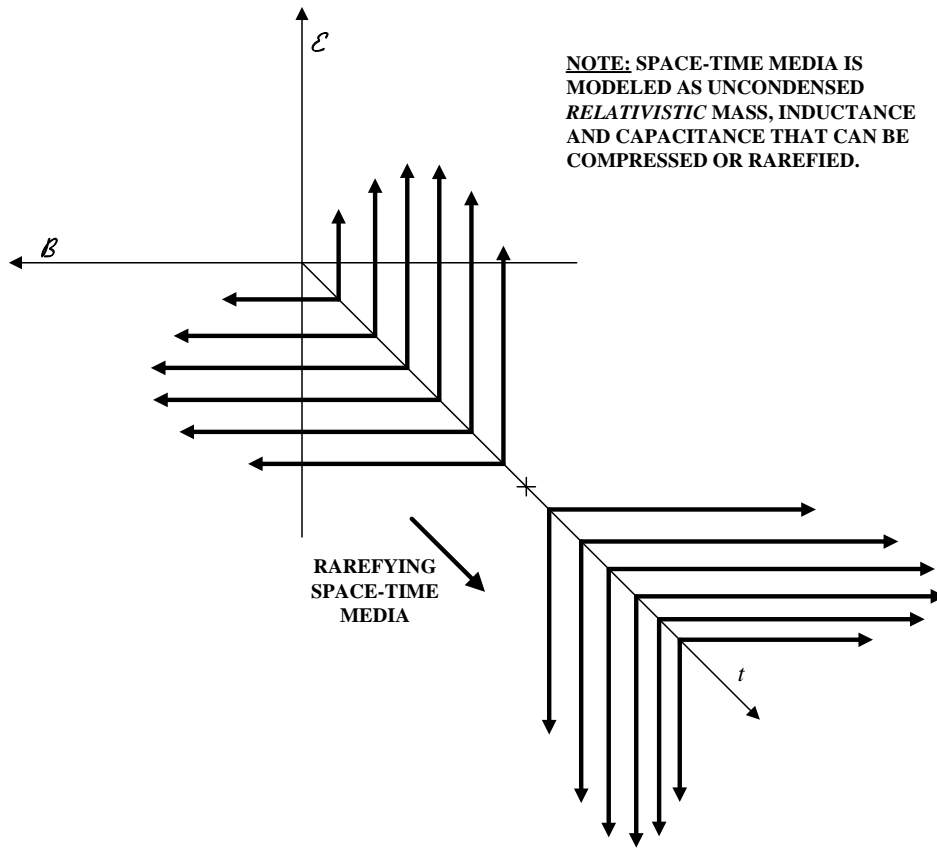 ℰ
NOTE: SPACE-TIME MEDIA IS
MODELED AS UNCONDENSED
RELATIVISTIC MASS, INDUCTANCE
AND CAPACITANCE THAT CAN BE
COMPRESSED OR RAREFIED.
ℬ
RAREFYING
SPACE-TIME
MEDIA
t